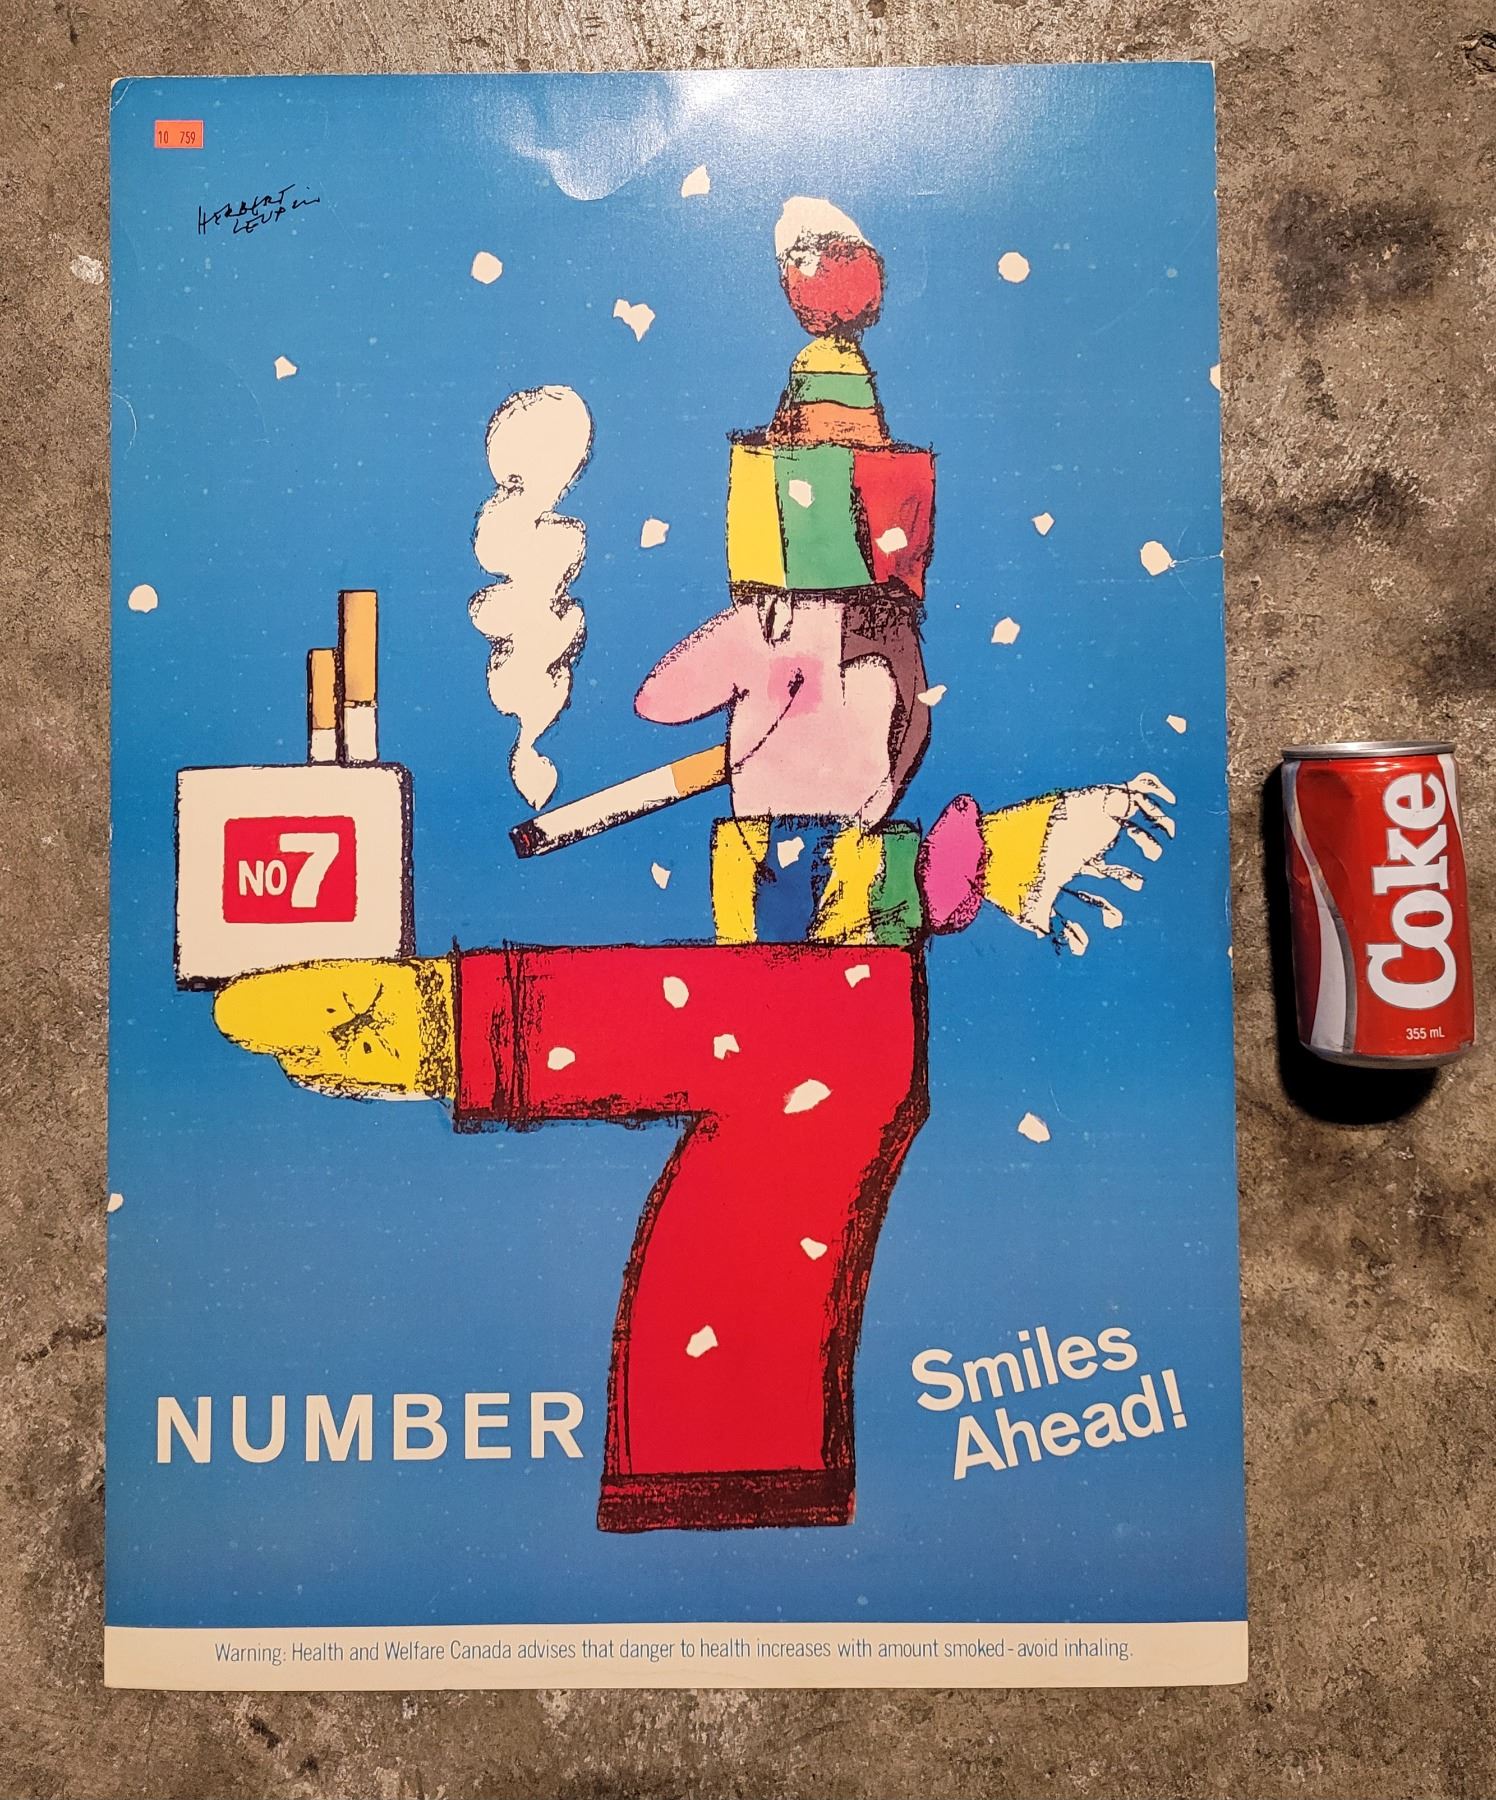 10 759
HERBERT
LEUPIN
NO7
Coke
355 mL
NUMBER 7
Smiles
Ahead!
Warning: Health and Welfare Canada advises that danger to health increases with amount smoked - avoid inhaling.